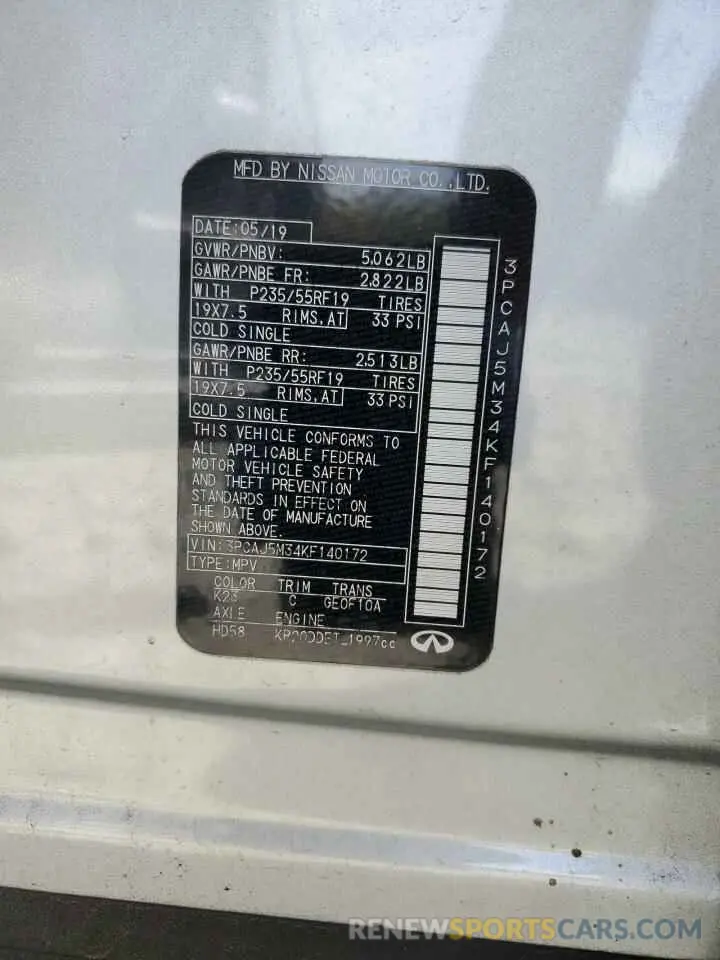 MFD BY NISSAN MOTOR CO.,LTD.
DATE:05/19
GVWR/PNBV: 5.062LB
GAWR/PNBE FR: 2.822LB
WITH P235/55RF19 TIRES
19X7.5 RIMS,AT 33 PSI
COLD SINGLE
GAWR/PNBE RR: 2.513LB
WITH P235/55RF19 TIRES
19X7.5 RIMS,AT 33 PSI
COLD SINGLE
THIS VEHICLE CONFORMS TO
ALL APPLICABLE FEDERAL
MOTOR VEHICLE SAFETY
AND THEFT PREVENTION
STANDARDS IN EFFECT ON
THE DATE OF MANUFACTURE
SHOWN ABOVE.
VIN:3PCAJ5M34KF140172
TYPE:MPV
COLOR TRIM TRANS
K23 C GE0F10A
AXLE ENGINE
HD58 1997cc
3PCAJ5M34KF140172
RENEWSPORTSCARS.COM